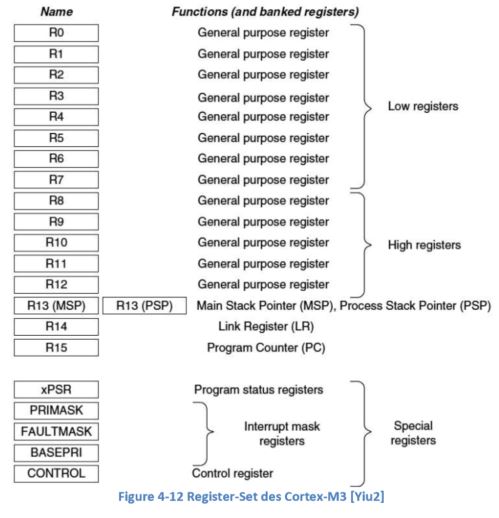 Name Functions (and banked registers)
R0 General purpose register
R1 General purpose register
R2 General purpose register
R3 General purpose register
R4 General purpose register
Low registers
R5 General purpose register
R6 General purpose register
R7 General purpose register
R8 General purpose register
R9 General purpose register
R10 General purpose register
High registers
R11 General purpose register
R12 General purpose register
R13 (MSP) R13 (PSP) Main Stack Pointer (MSP), Process Stack Pointer (PSP)
R14 Link Register (LR)
R15 Program Counter (PC)
xPSR Program status registers
PRIMASK
FAULTMASK Interrupt mask registers
Special registers
BASEPRI
CONTROL Control register
Figure 4-12 Register-Set des Cortex-M3 [Yiu2]